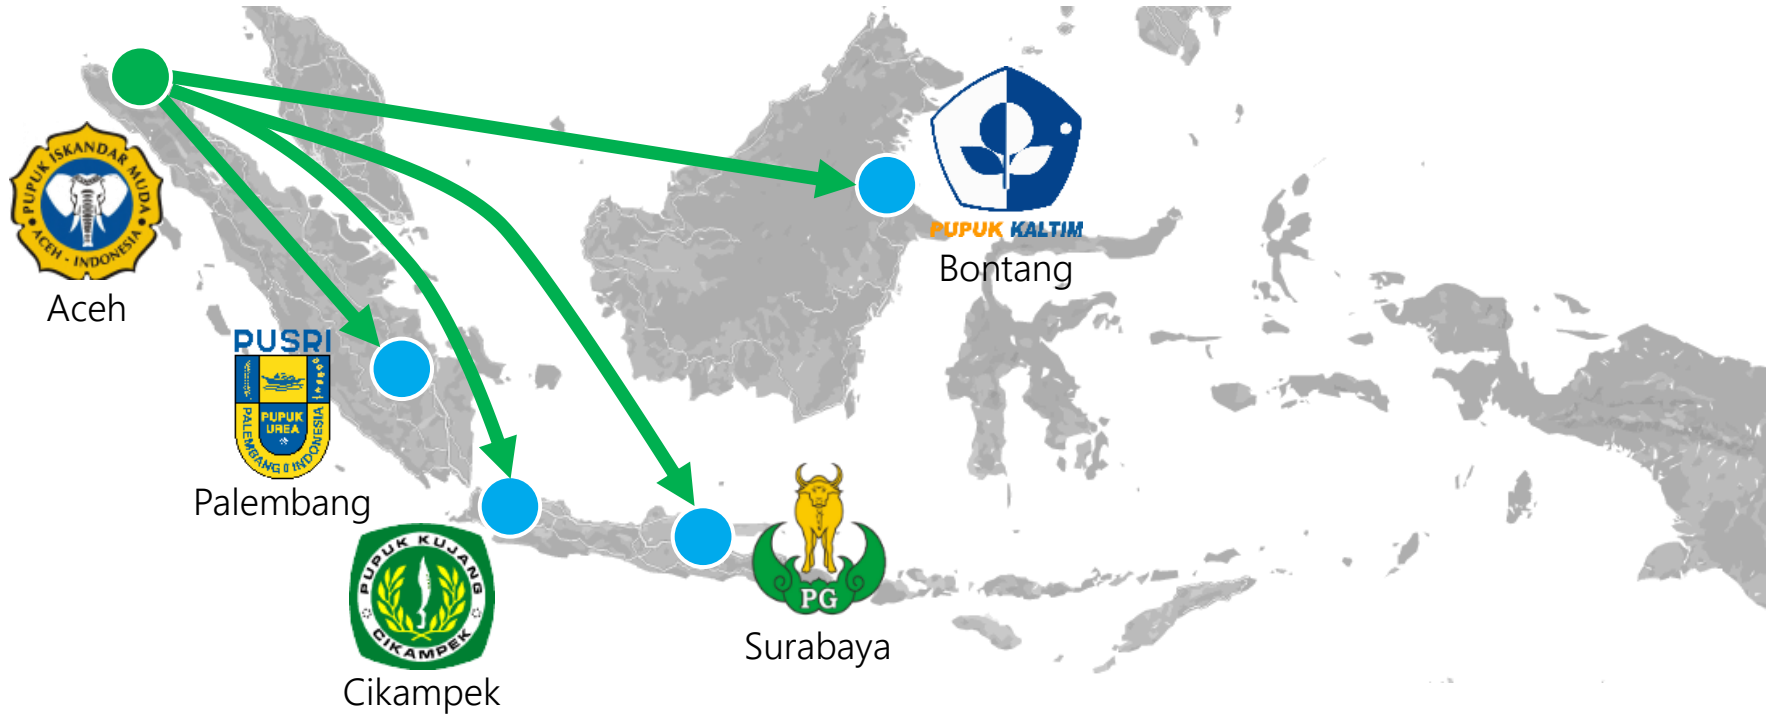 PUPUK ISKANDAR MUDA
ACEH - INDONESIA
Aceh
PUSRI
PUPUK
UREA
PALEMBANG INDONESIA
Palembang
PUPUK KUJANG
CIKAMPEK
Cikampek
PG
Surabaya
PUPUK KALTIM
Bontang